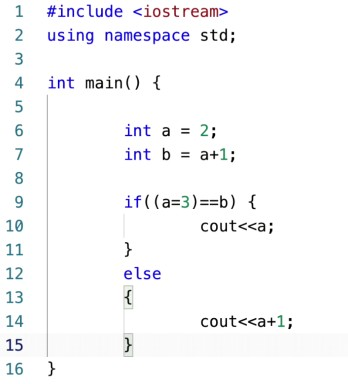 1 #include <iostream>
2 using namespace std;
3
4 int main() {
5
6 int a = 2;
7 int b = a+1;
8
9 if((a=3)==b) {
10 cout<<a;
11 }
12 else
13 {
14 cout<<a+1;
15 }
16 }